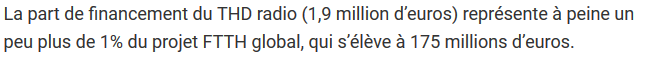 La part de financement du THD radio (1,9 million d’euros) représente à peine un
peu plus de 1% du projet FTTH global, qui s’élève à 175 millions d’euros.